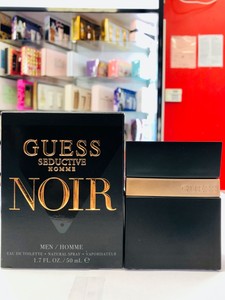 GUESS
SEDUCTIVE
HOMME
NOIR
MEN / HOMME
EAU DE TOILETTE • NATURAL SPRAY • VAPORISATEUR
1.7 FL. OZ. / 50 ML ℮